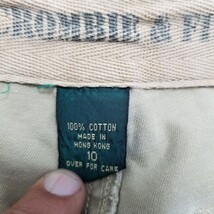 CROMBIE & FI
100% COTTON
MADE IN
HONG KONG
10
OVER FOR CARE